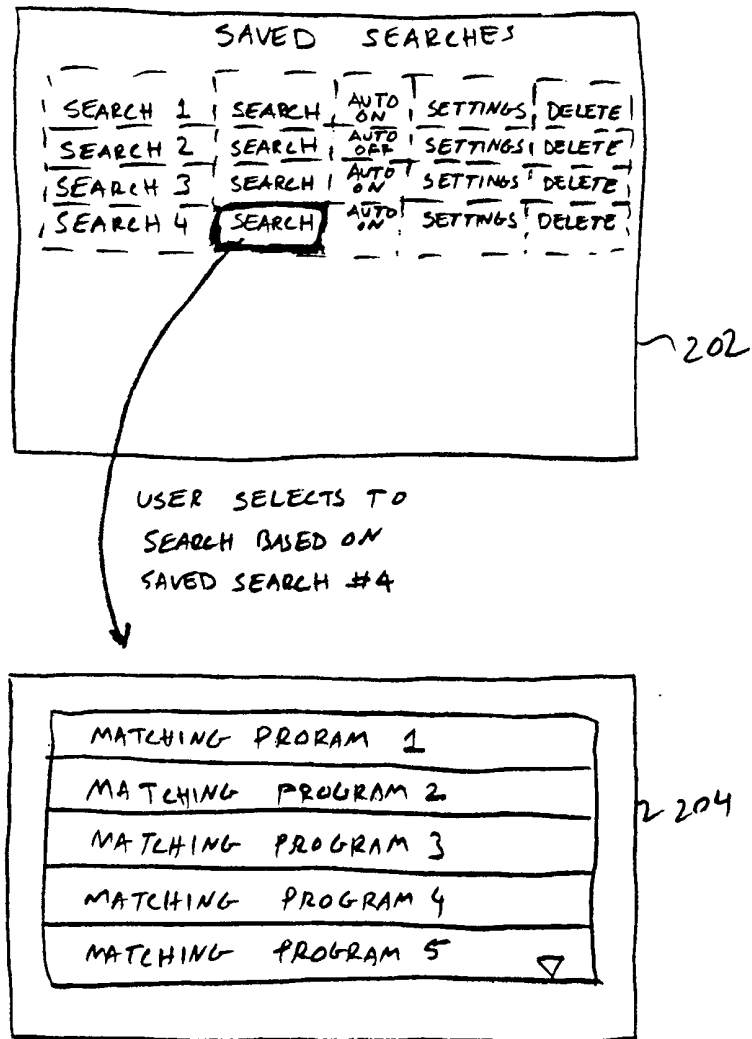 SAVED SEARCHES
SEARCH 1 SEARCH AUTO ON SETTINGS DELETE
SEARCH 2 SEARCH AUTO OFF SETTINGS DELETE
SEARCH 3 SEARCH AUTO ON SETTINGS DELETE
SEARCH 4 SEARCH AUTO ON SETTINGS DELETE
202
USER SELECTS TO
SEARCH BASED ON
SAVED SEARCH #4
MATCHING PRORAM 1
MATCHING PROGRAM 2
204
MATCHING PROGRAM 3
MATCHING PROGRAM 4
MATCHING PROGRAM 5